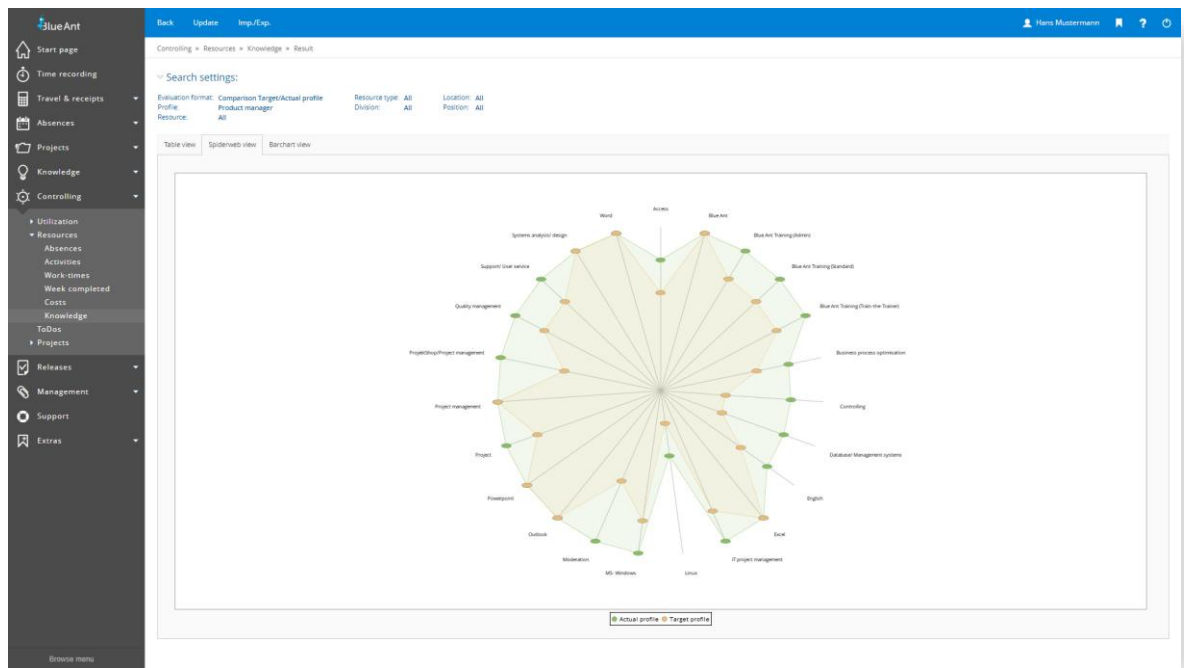 BlueAnt
Back Update Imp./Exp.
Hans Mustermann ?
Start page
Time recording
Travel & receipts
Absences
Projects
Knowledge
Controlling
Utilization
Resources
Absences
Activities
Work-times
Week completed
Costs
Knowledge
ToDos
Projects
Releases
Management
Support
Extras
Browse menu
Controlling » Resources » Knowledge » Result
Search settings:
Evaluation format: Comparison Target/Actual profile Resource type: All Location: All
Profile: Product manager Division: All Position: All
Resource: All
Table view Spiderweb view Barchart view
Access
Blue Ant
Blue Ant Training (Admin)
Blue Ant Training (Standard)
Blue Ant Training (Train-the-Trainer)
Business process optimisation
Controlling
Database/ Management systems
English
Excel
IT project management
Linux
MS- Windows
Moderation
Outlook
Powerpoint
Project
Project management
ProjektShop/Project management
Quality management
Support/ User service
Systems analysis/ design
Word
Actual profile Target profile